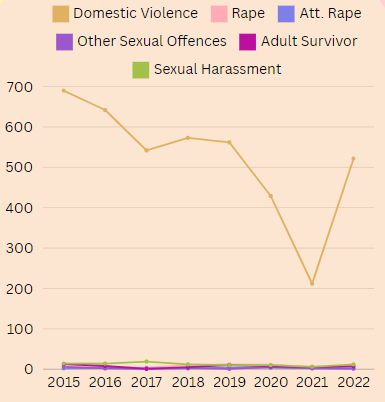 Domestic Violence Rape Att. Rape
Other Sexual Offences Adult Survivor
Sexual Harassment
700
600
500
400
300
200
100
0
2015 2016 2017 2018 2019 2020 2021 2022